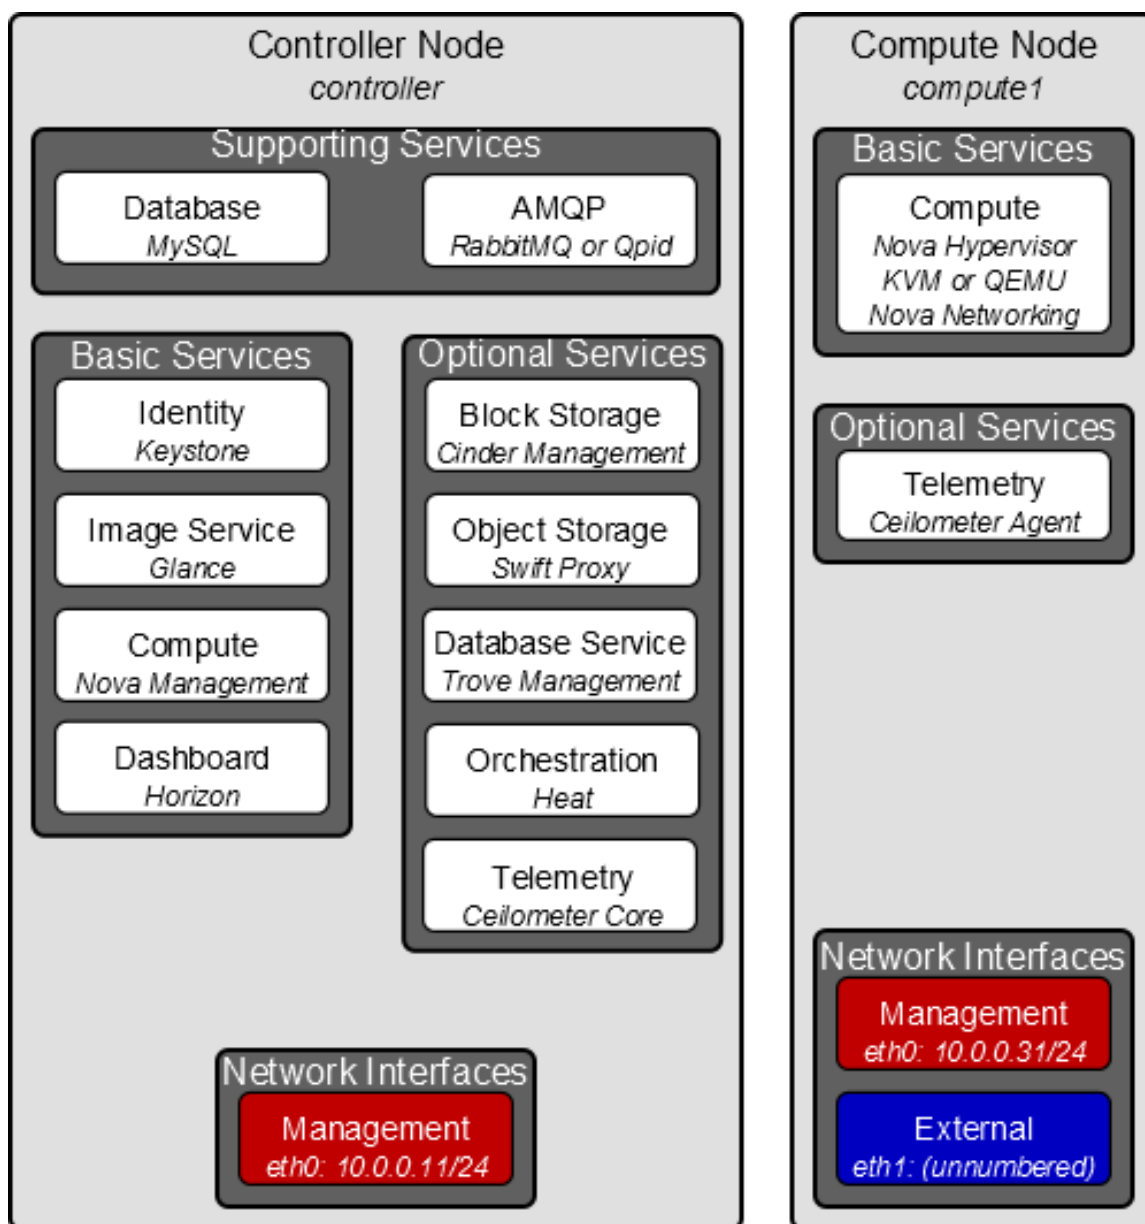 Controller Node
controller
Supporting Services
Database
MySQL
AMQP
RabbitMQ or Qpid
Basic Services
Identity
Keystone
Image Service
Glance
Compute
Nova Management
Dashboard
Horizon
Optional Services
Block Storage
Cinder Management
Object Storage
Swift Proxy
Database Service
Trove Management
Orchestration
Heat
Telemetry
Ceilometer Core
Network Interfaces
Management
eth0: 10.0.0.11/24
Compute Node
compute1
Basic Services
Compute
Nova Hypervisor
KVM or QEMU
Nova Networking
Optional Services
Telemetry
Ceilometer Agent
Network Interfaces
Management
eth0: 10.0.0.31/24
External
eth1: (unnumbered)